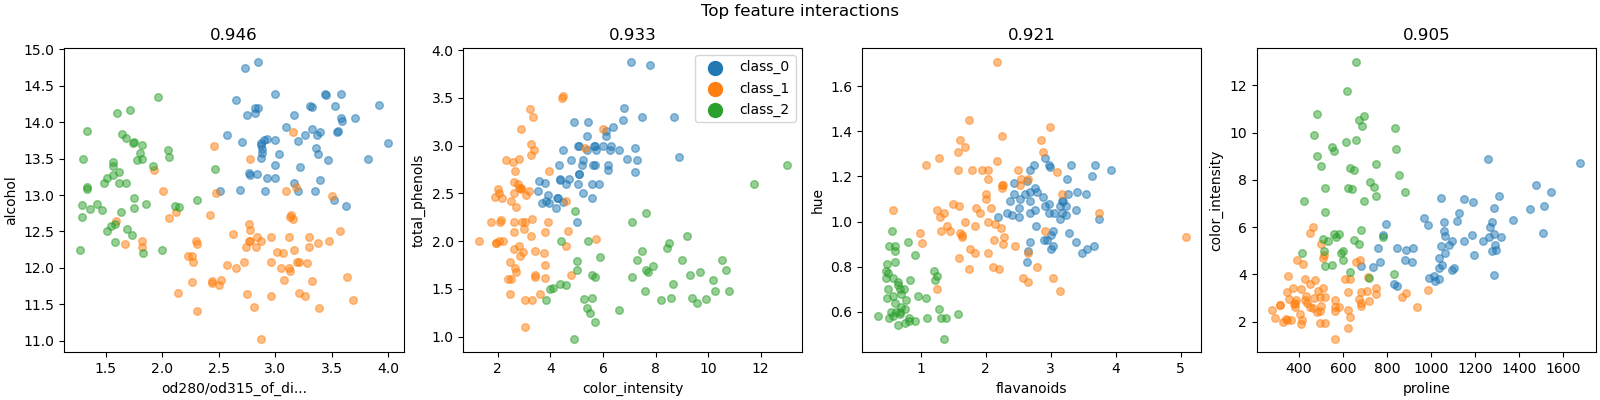 Top feature interactions
0.946
15.0
14.5
14.0
13.5
13.0
12.5
12.0
11.5
11.0
alcohol
1.5 2.0 2.5 3.0 3.5 4.0
od280/od315_of_di...
0.933
4.0
3.5
3.0
2.5
2.0
1.5
1.0
total_phenols
class_0
class_1
class_2
2 4 6 8 10 12
color_intensity
0.921
1.6
1.4
1.2
1.0
0.8
0.6
hue
1 2 3 4 5
flavanoids
0.905
12
10
8
6
4
2
color_intensity
400 600 800 1000 1200 1400 1600
proline